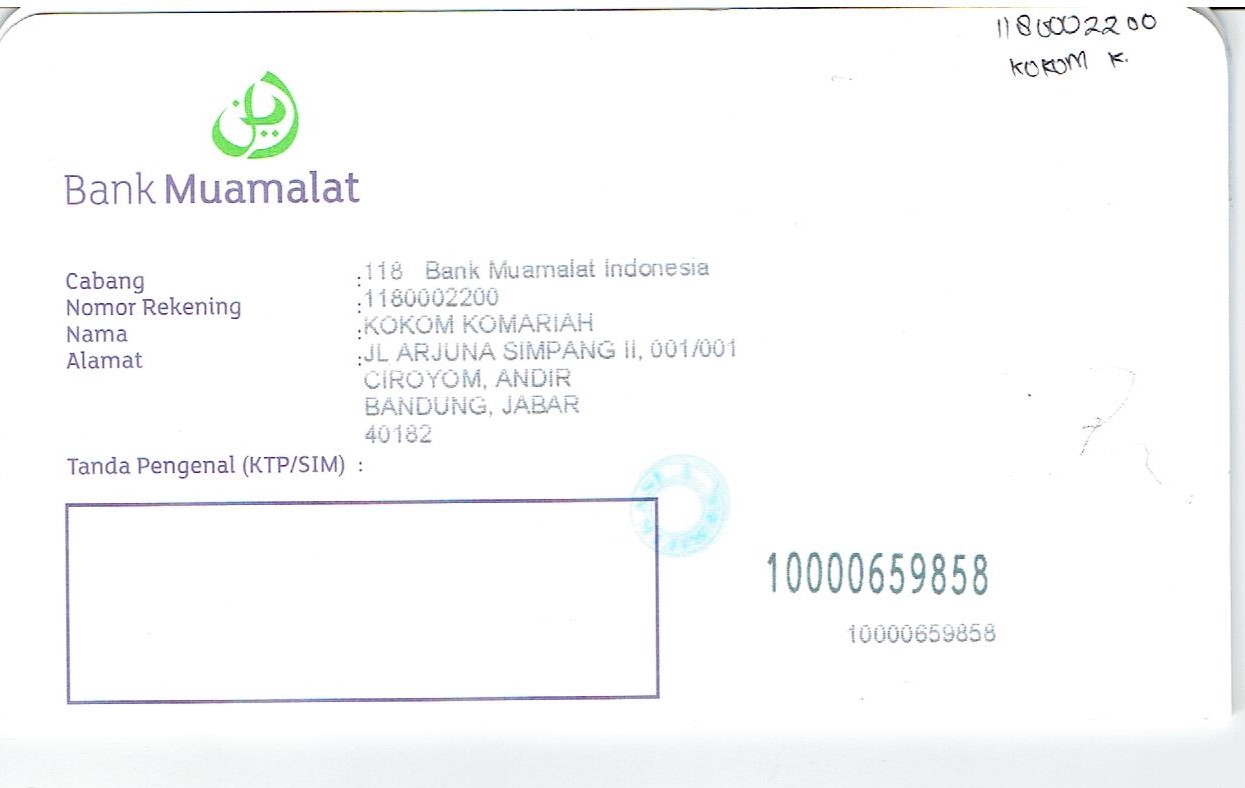 1180002200
KOKOM K.
Bank Muamalat
Cabang :118 Bank Muamalat Indonesia
Nomor Rekening :1180002200
Nama :KOKOM KOMARIAH
Alamat :JL ARJUNA SIMPANG II, 001/001
CIROYOM, ANDIR
BANDUNG, JABAR
40182
Tanda Pengenal (KTP/SIM) :
10000659858
10000659858